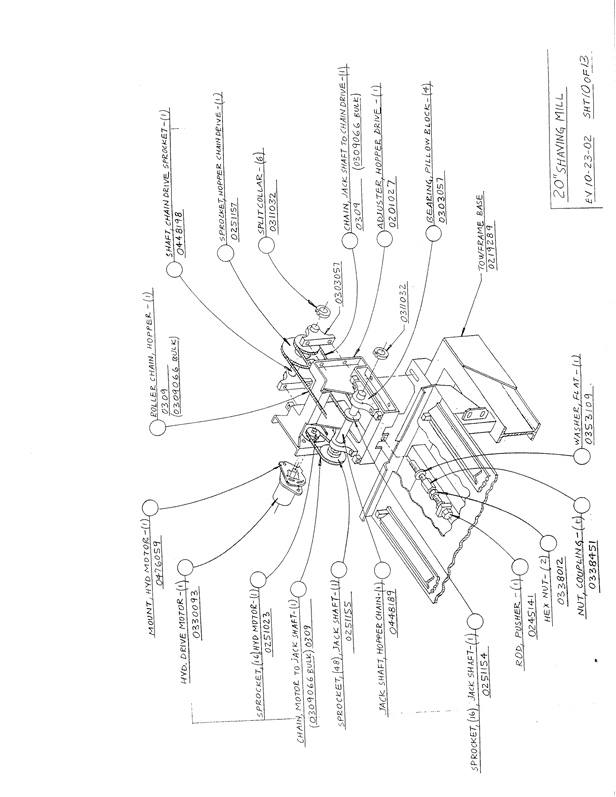 SHAFT, CHAIN DRIVE SPROCKET-(1)
0448198
SPROCKET, HOPPER CHAIN DRIVE-(1)
0251157
SPLIT COLLAR-(6)
0311032
CHAIN, JACK SHAFT TO CHAIN DRIVE-(1)
0309 (0309066 BULK)
ADJUSTER, HOPPER DRIVE-(1)
0201027
BEARING, PILLOW BLOCK-(4)
0303057
ROLLER CHAIN, HOPPER-(1)
0309
(0309066 BULK)
0303057
0311032
TOWFRAME BASE
0219289
MOUNT, HYD MOTOR-(1)
0476059
HYD. DRIVE MOTOR-(1)
0330093
SPROCKET, (16) HYD MOTOR-(1)
0251023
CHAIN, MOTOR TO JACK SHAFT-(1)
(0309066 BULK) 0309
SPROCKET, (48), JACK SHAFT-(1)
0251155
JACK SHAFT, HOPPER CHAIN-(1)
0448189
SPROCKET, (16), JACK SHAFT-(1)
0251154
ROD, PUSHER-(1)
0245141
HEX NUT-(2)
0338012
NUT, COUPLING-(1)
0338451
WASHER, FLAT-(1)
0353109
20" SHAVING MILL
EY 10-23-02 SHT 10 OF 13